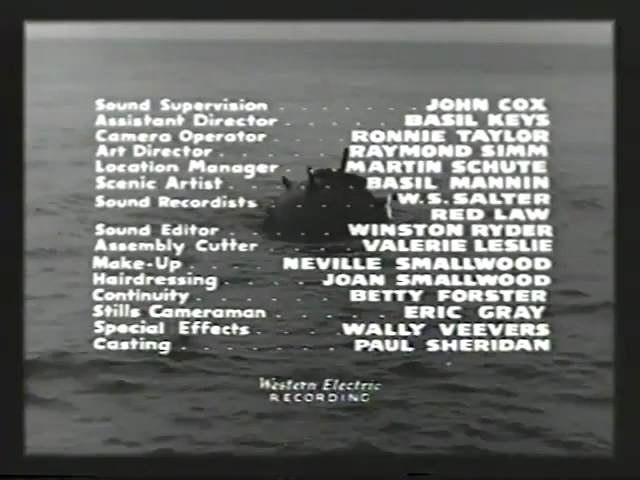 Sound Supervision . . . . . . . JOHN COX
Assistant Director . . . . . . BASIL KEYS
Camera Operator . . . . RONNIE TAYLOR
Art Director . . . . . . RAYMOND SIMM
Location Manager . . . MARTIN SCHUTE
Scenic Artist . . . . . . BASIL MANNIN
Sound Recordists . . . . . . W. S. SALTER
RED LAW
Sound Editor . . . . . WINSTON RYDER
Assembly Cutter . . . . VALERIE LESLIE
Make-Up . . . . NEVILLE SMALLWOOD
Hairdressing . . . . JOAN SMALLWOOD
Continuity . . . . . . BETTY FORSTER
Stills Cameraman . . . . . ERIC GRAY
Special Effects . . . . WALLY VEEVERS
Casting . . . . . . . PAUL SHERIDAN
Western Electric
RECORDING